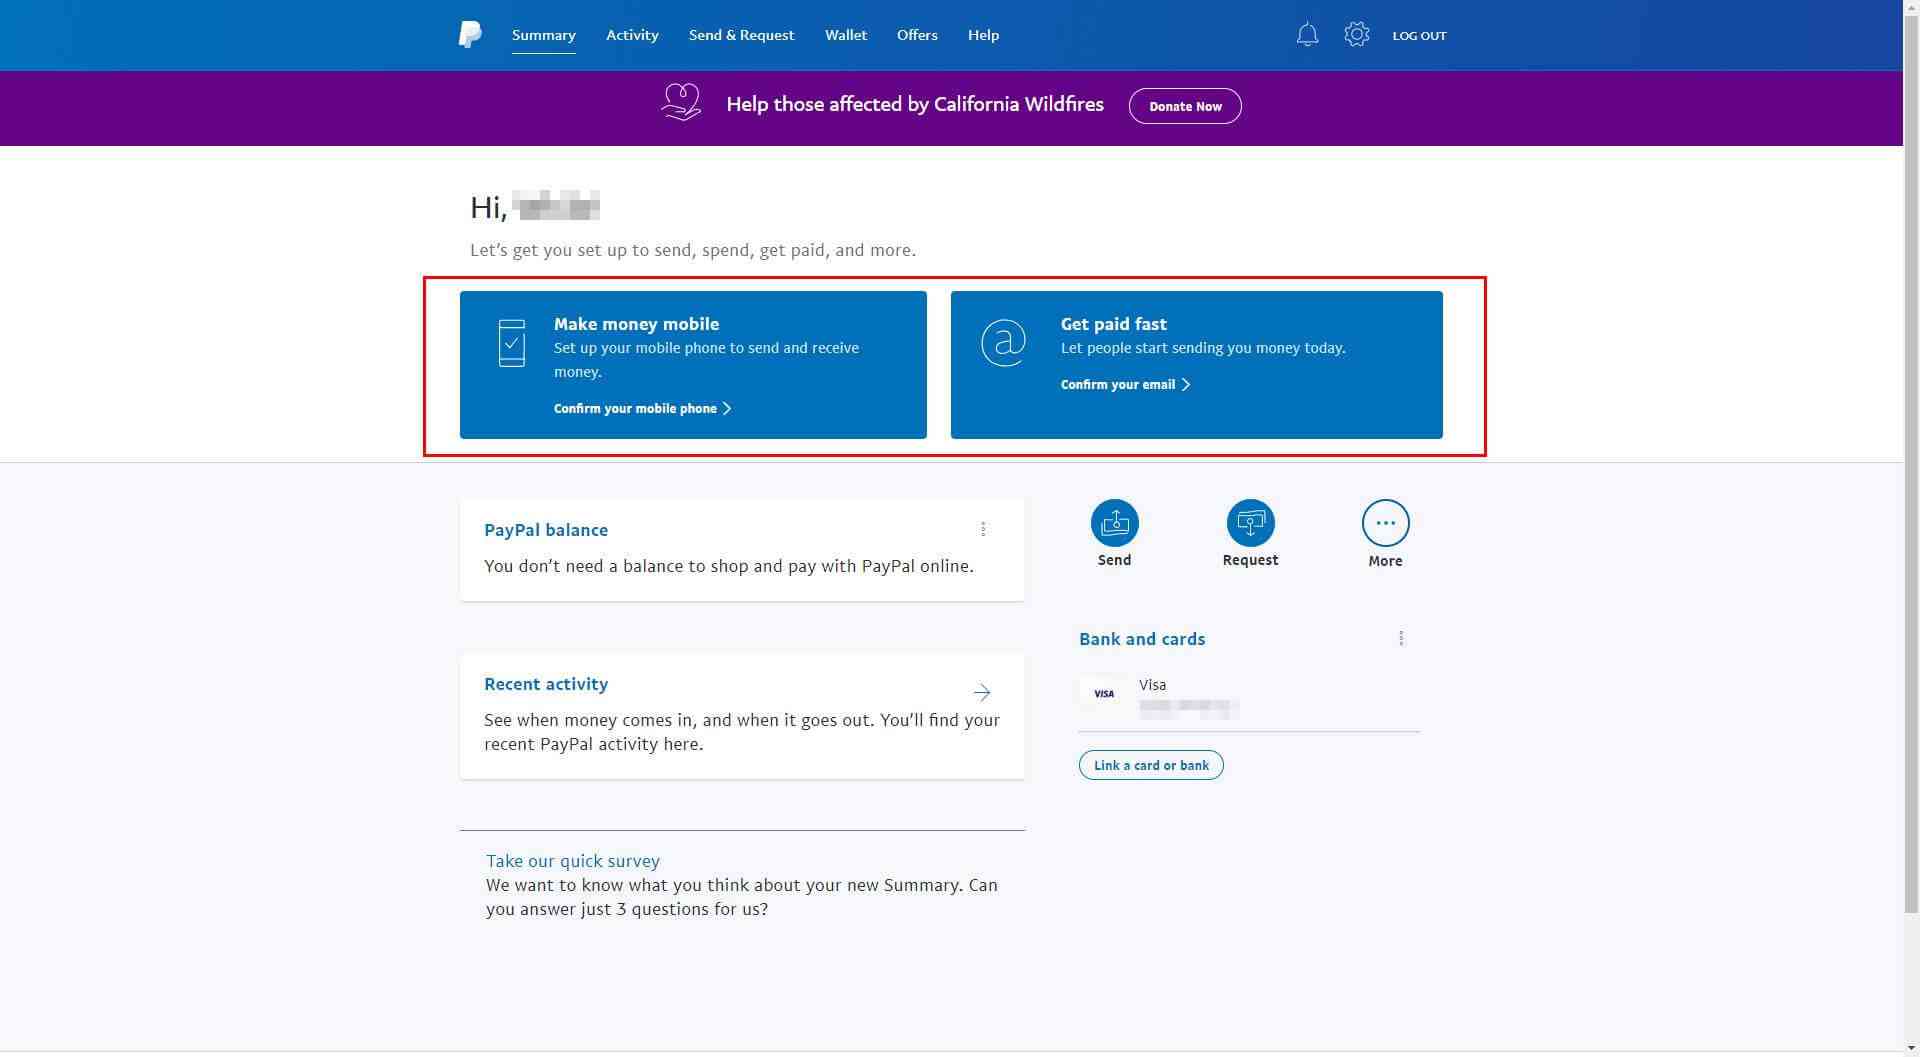 Summary Activity Send & Request Wallet Offers Help LOG OUT
Help those affected by California Wildfires Donate Now
Hi,
Let's get you set up to send, spend, get paid, and more.
Make money mobile
Set up your mobile phone to send and receive
money.
Confirm your mobile phone
Get paid fast
Let people start sending you money today.
Confirm your email
PayPal balance
You don't need a balance to shop and pay with PayPal online.
Send Request More
Recent activity
See when money comes in, and when it goes out. You'll find your
recent PayPal activity here.
Bank and cards
VISA Visa
Link a card or bank
Take our quick survey
We want to know what you think about your new Summary. Can
you answer just 3 questions for us?